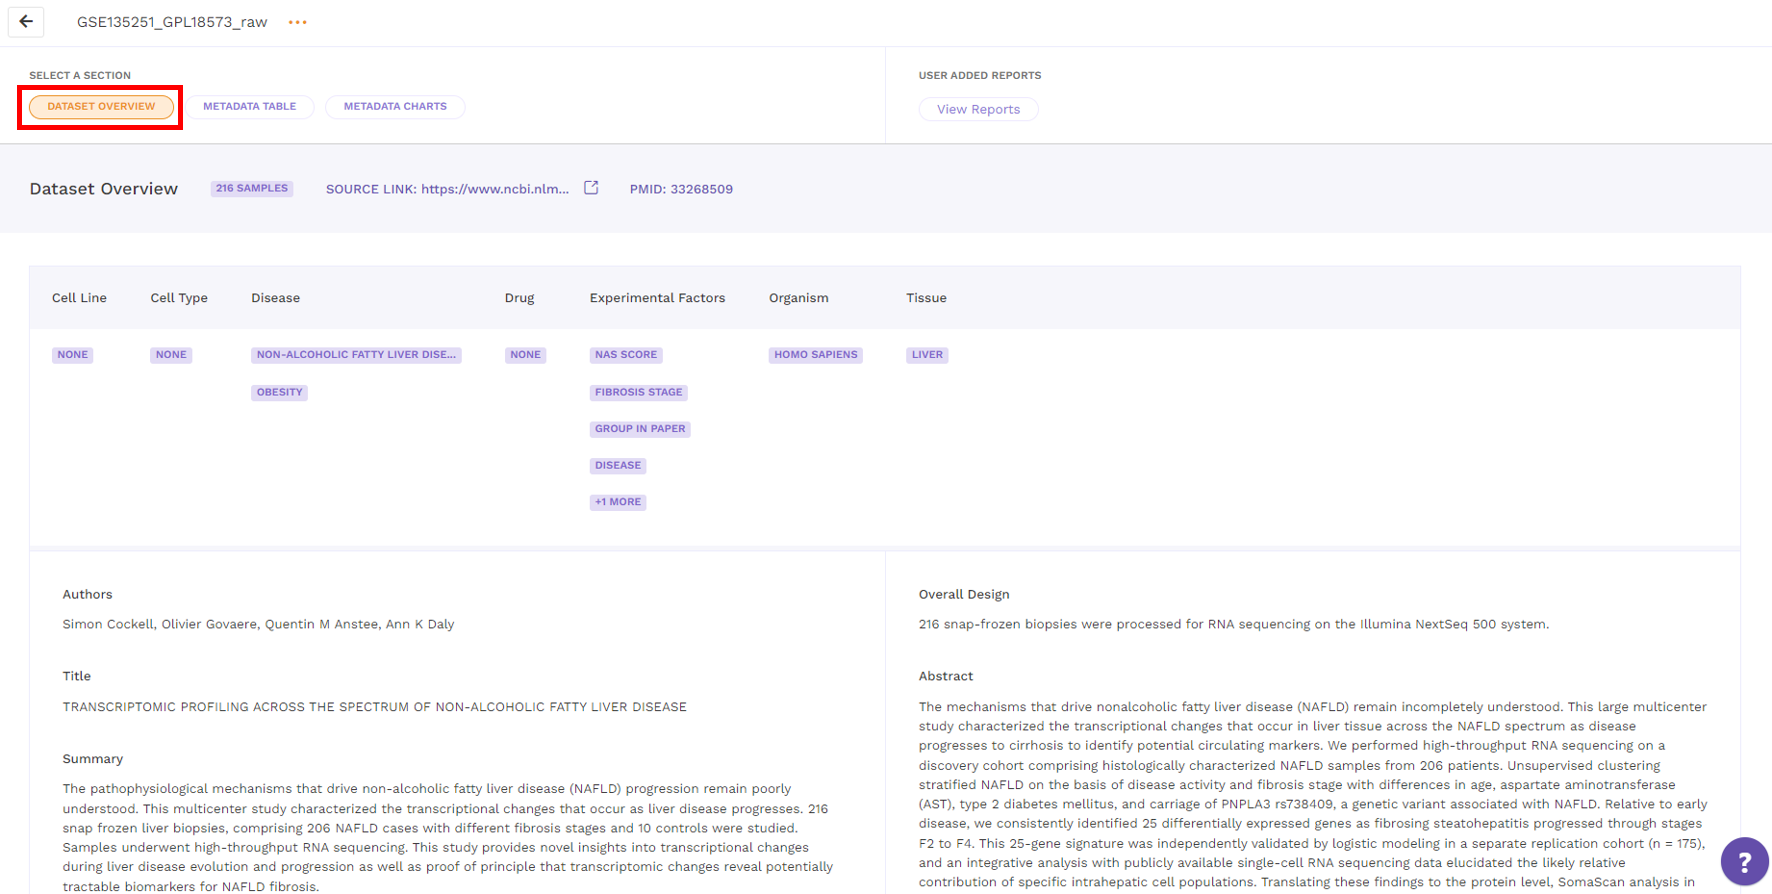 GSE135251_GPL18573_raw ...
SELECT A SECTION
DATASET OVERVIEW METADATA TABLE METADATA CHARTS
USER ADDED REPORTS
View Reports
Dataset Overview 216 SAMPLES SOURCE LINK: https://www.ncbi.nlm... PMID: 33268509
Cell Line Cell Type Disease Drug Experimental Factors Organism Tissue
NONE NONE NON-ALCOHOLIC FATTY LIVER DISE... NONE NAS SCORE HOMO SAPIENS LIVER
OBESITY FIBROSIS STAGE
GROUP IN PAPER
DISEASE
+1 MORE
Authors
Simon Cockell, Olivier Govaere, Quentin M Anstee, Ann K Daly
Title
TRANSCRIPTOMIC PROFILING ACROSS THE SPECTRUM OF NON-ALCOHOLIC FATTY LIVER DISEASE
Summary
The pathophysiological mechanisms that drive non-alcoholic fatty liver disease (NAFLD) progression remain poorly
understood. This multicenter study characterized the transcriptional changes that occur as liver disease progresses. 216
snap frozen liver biopsies, comprising 206 NAFLD cases with different fibrosis stages and 10 controls were studied.
Samples underwent high-throughput RNA sequencing. This study provides novel insights into transcriptional changes
during liver disease evolution and progression as well as proof of principle that transcriptomic changes reveal potentially
tractable biomarkers for NAFLD fibrosis.
Overall Design
216 snap-frozen biopsies were processed for RNA sequencing on the Illumina NextSeq 500 system.
Abstract
The mechanisms that drive nonalcoholic fatty liver disease (NAFLD) remain incompletely understood. This large multicenter
study characterized the transcriptional changes that occur in liver tissue across the NAFLD spectrum as disease
progresses to cirrhosis to identify potential circulating markers. We performed high-throughput RNA sequencing on a
discovery cohort comprising histologically characterized NAFLD samples from 206 patients. Unsupervised clustering
stratified NAFLD on the basis of disease activity and fibrosis stage with differences in age, aspartate aminotransferase
(AST), type 2 diabetes mellitus, and carriage of PNPLA3 rs738409, a genetic variant associated with NAFLD. Relative to early
disease, we consistently identified 25 differentially expressed genes as fibrosing steatohepatitis progressed through stages
F2 to F4. This 25-gene signature was independently validated by logistic modeling in a separate replication cohort (n = 175),
and an integrative analysis with publicly available single-cell RNA sequencing data elucidated the likely relative
contribution of specific intrahepatic cell populations. Translating these findings to the protein level, SomaScan analysis in
?